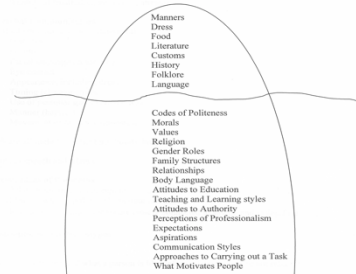 Manners
Dress
Food
Literature
Customs
History
Folklore
Language
Codes of Politeness
Morals
Values
Religion
Gender Roles
Family Structures
Relationships
Body Language
Attitudes to Education
Teaching and Learning styles
Attitudes to Authority
Perceptions of Professionalism
Expectations
Aspirations
Communication Styles
Approaches to Carrying out a Task
What Motivates People